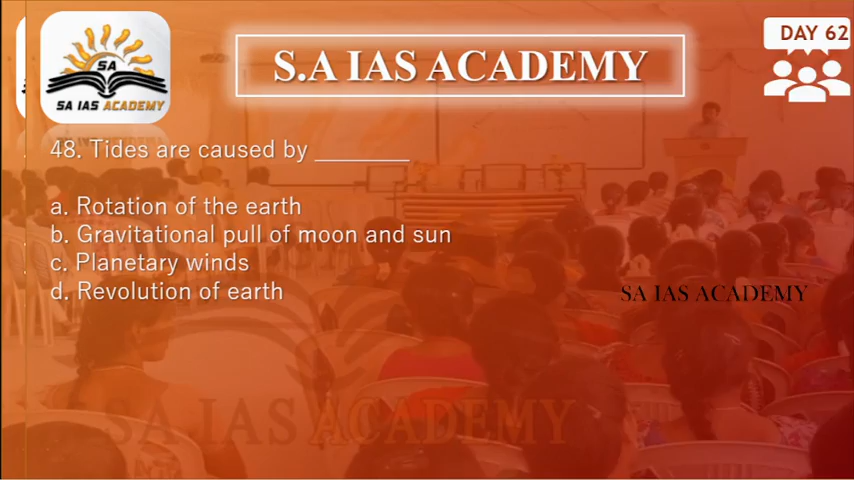 SA
SA IAS ACADEMY
S.A IAS ACADEMY
DAY 62
48. Tides are caused by ________
a. Rotation of the earth
b. Gravitational pull of moon and sun
c. Planetary winds
d. Revolution of earth
SA IAS ACADEMY
SA IAS ACADEMY